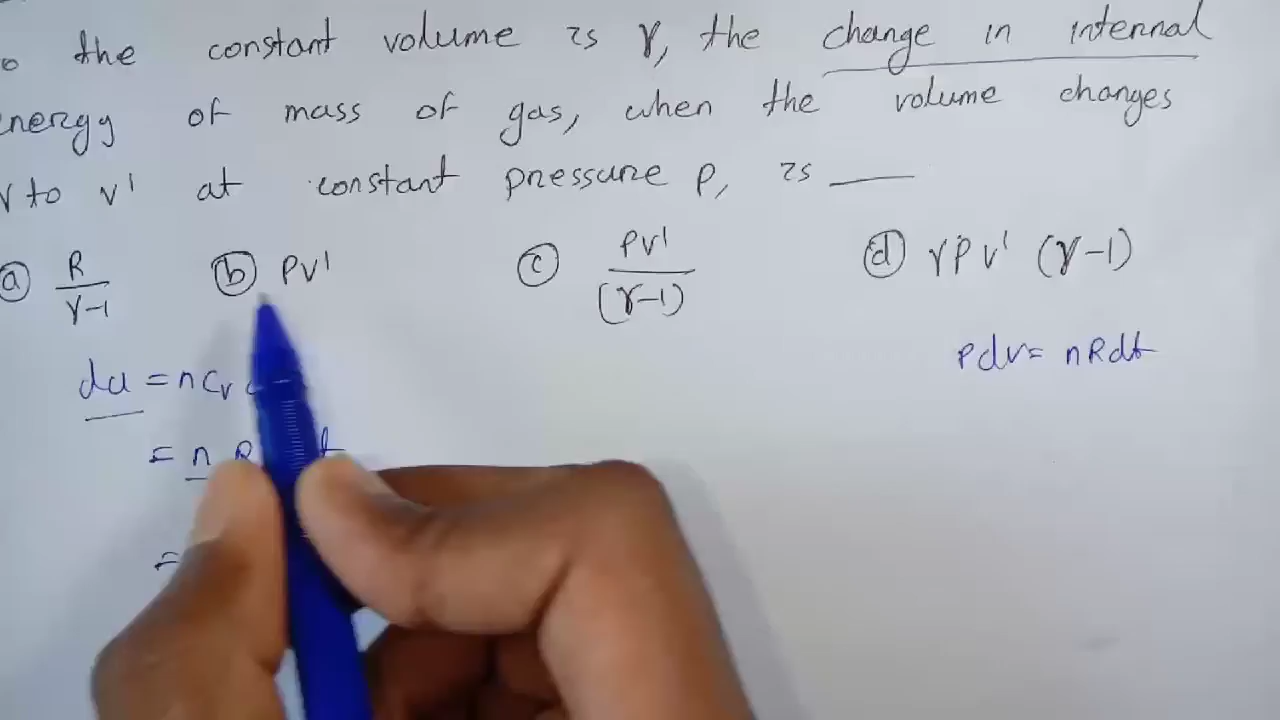 the constant volume is γ, the change in internal
of mass of gas, when the volume changes
V to V' at constant pressure P, is ____
ⓐ R/(γ-1) ⓑ PV' ⓒ PV'/(γ-1) ⓓ γPV' (γ-1)
Pdv = nRdt
du = nCv
= n R
=